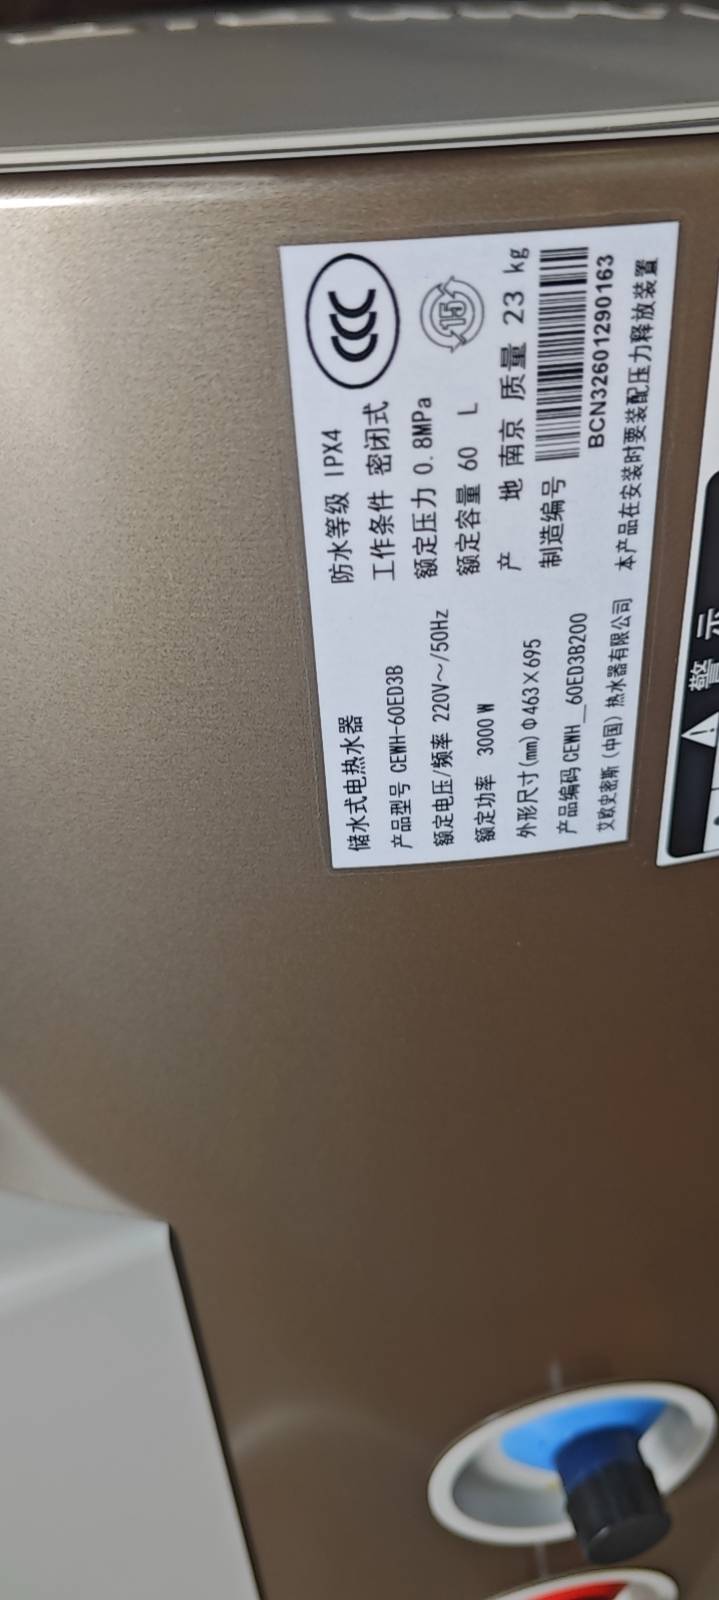 储水式电热水器
产品型号 CEWH-60ED3B
额定电压/频率 220V～/50Hz
额定功率 3000 W
外形尺寸(mm) Φ463×695
产品编码 CEWH__60ED3B200
艾欧史密斯（中国）热水器有限公司
防水等级 IPX4
工作条件 密闭式
额定压力 0.8MPa
额定容量 60 L
产 地 南京 质量 23 kg
制造编号
BCN32601290163
本产品在安装时要装配压力释放装置
CCC
15
警示